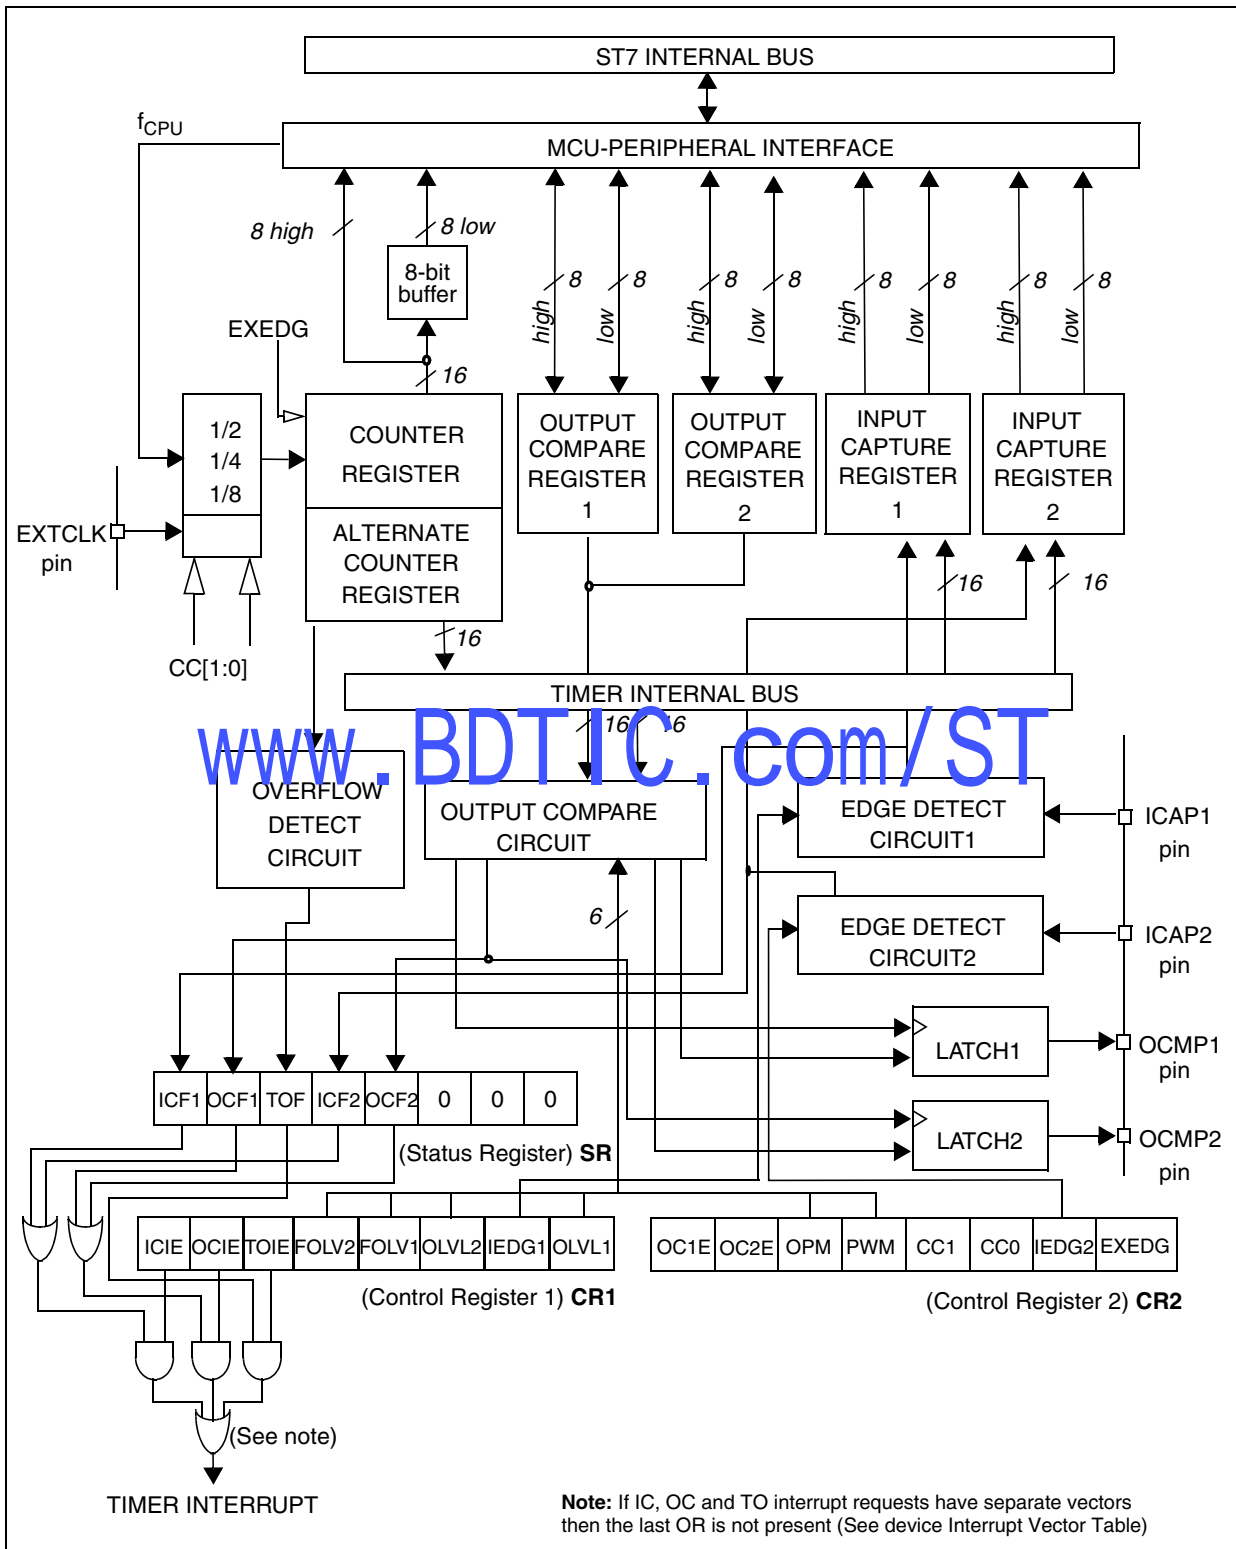 ST7 INTERNAL BUS
fCPU
MCU-PERIPHERAL INTERFACE
8 high
8 low
8-bit
buffer
high
8
low
8
high
8
low
8
high
8
low
8
high
8
low
8
EXEDG
16
1/2
1/4
1/8
COUNTER
REGISTER
OUTPUT
COMPARE
REGISTER
1
OUTPUT
COMPARE
REGISTER
2
INPUT
CAPTURE
REGISTER
1
INPUT
CAPTURE
REGISTER
2
EXTCLK
pin
ALTERNATE
COUNTER
REGISTER
16
16
16
CC[1:0]
TIMER INTERNAL BUS
16
16
www.BDTIC.com/ST
OVERFLOW
DETECT
CIRCUIT
OUTPUT COMPARE
CIRCUIT
EDGE DETECT
CIRCUIT1
ICAP1
pin
6
EDGE DETECT
CIRCUIT2
ICAP2
pin
LATCH1
OCMP1
pin
ICF1 OCF1 TOF ICF2 OCF2 0 0 0
(Status Register) SR
LATCH2
OCMP2
pin
ICIE OCIE TOIE FOLV2 FOLV1 OLVL2 IEDG1 OLVL1
(Control Register 1) CR1
OC1E OC2E OPM PWM CC1 CC0 IEDG2 EXEDG
(Control Register 2) CR2
(See note)
TIMER INTERRUPT
Note: If IC, OC and TO interrupt requests have separate vectors
then the last OR is not present (See device Interrupt Vector Table)